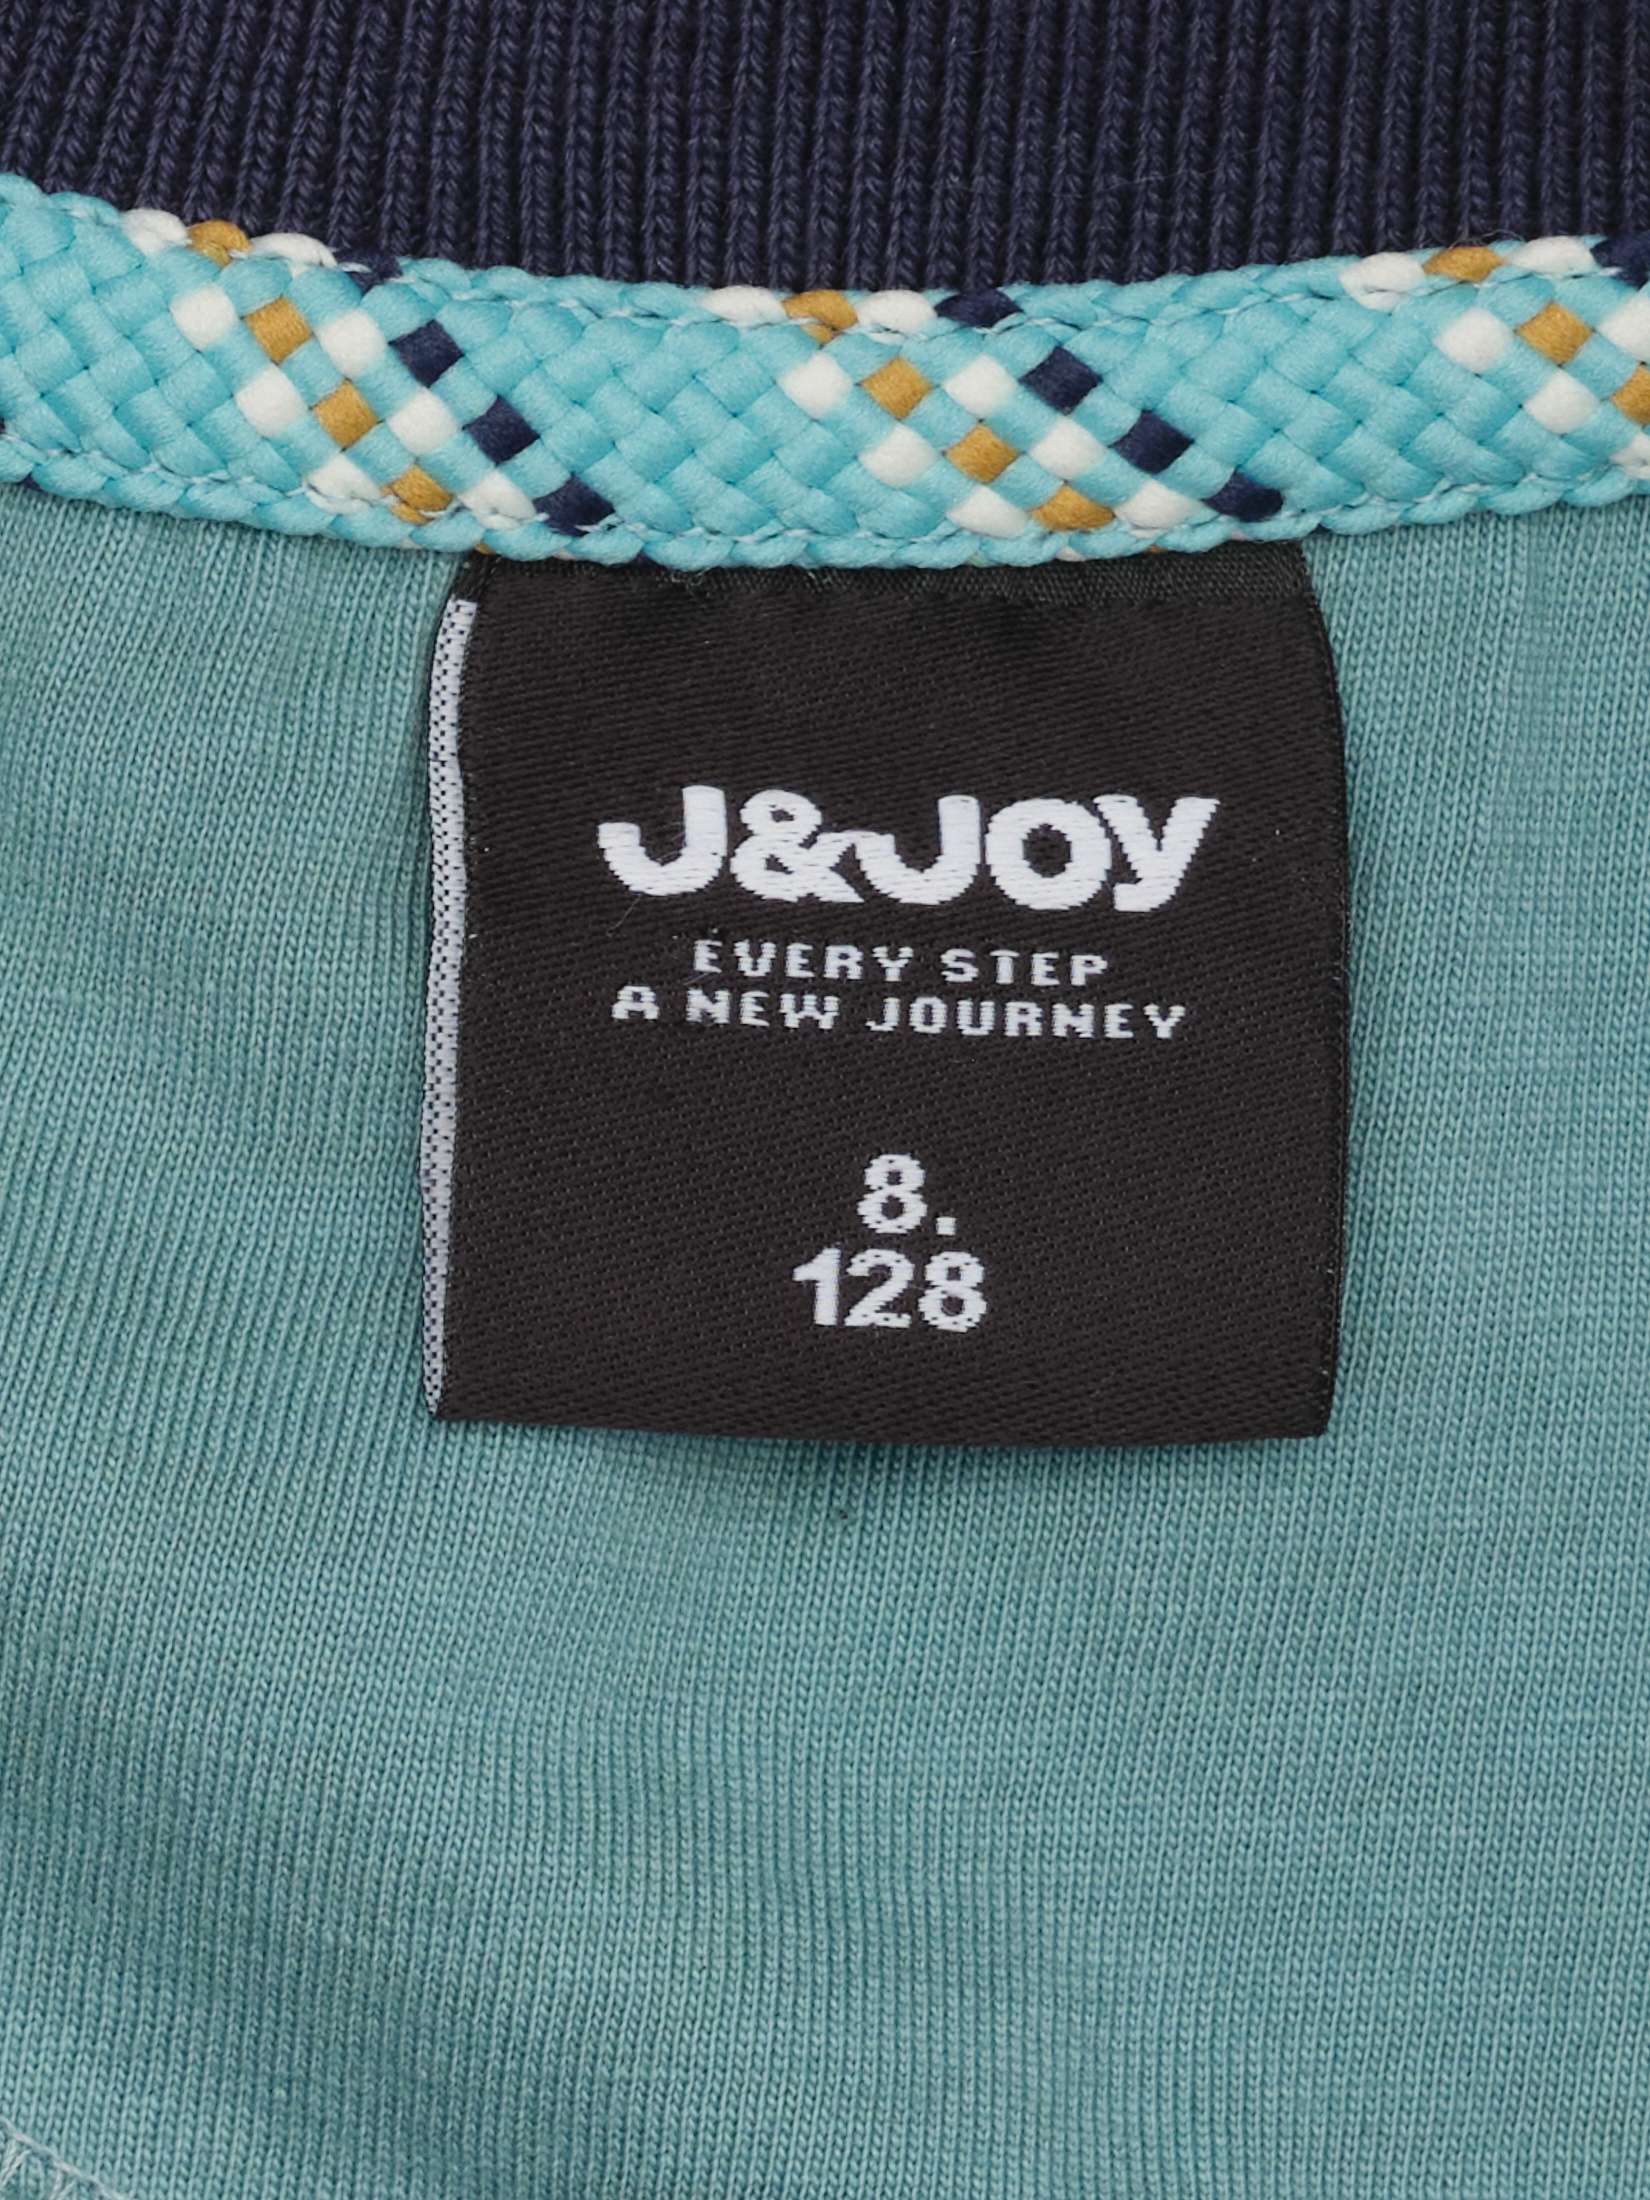 J&JOY
EVERY STEP
A NEW JOURNEY
8.
128